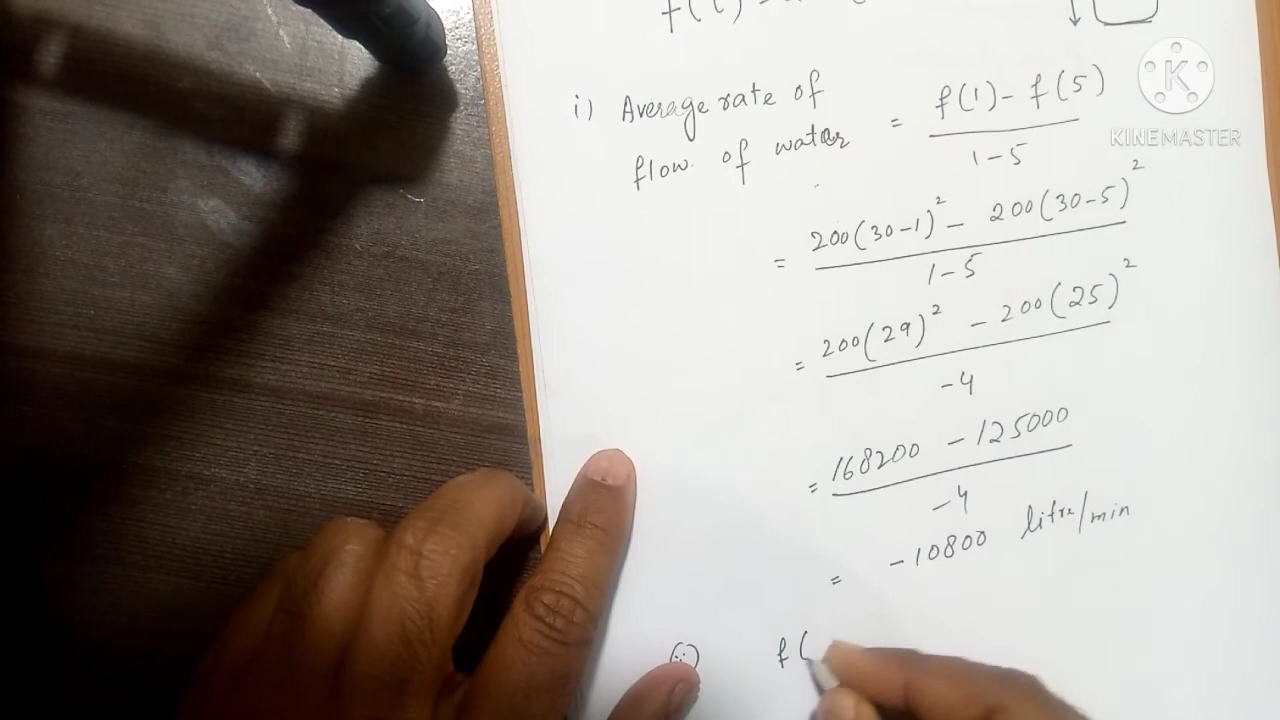 i) Average rate of
flow of water = f(1) - f(5) / 1-5
= 200(30-1)² - 200(30-5)² / 1-5
= 200(29)² - 200(25)² / -4
= 168200 - 125000 / -4
= -10800 litre/min
f(
K
KINEMASTER